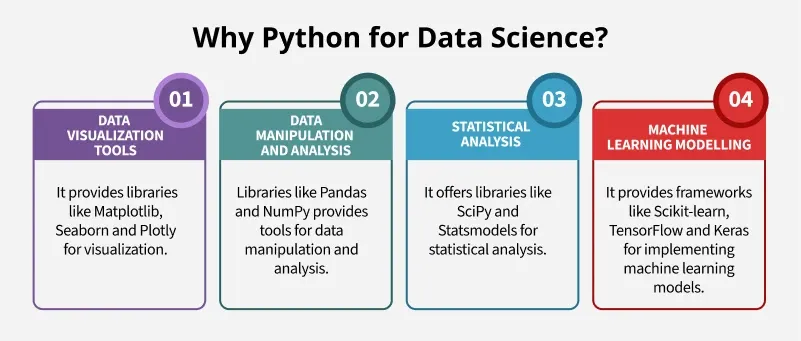 Why Python for Data Science?
01
DATA
VISUALIZATION
TOOLS
It provides libraries
like Matplotlib,
Seaborn and Plotly
for visualization.
02
DATA
MANIPULATION
AND ANALYSIS
Libraries like Pandas
and NumPy provides
tools for data
manipulation and
analysis.
03
STATISTICAL
ANALYSIS
It offers libraries like
SciPy and
Statsmodels for
statistical analysis.
04
MACHINE
LEARNING MODELLING
It provides frameworks
like Scikit-learn,
TensorFlow and Keras
for implementing
machine learning
models.